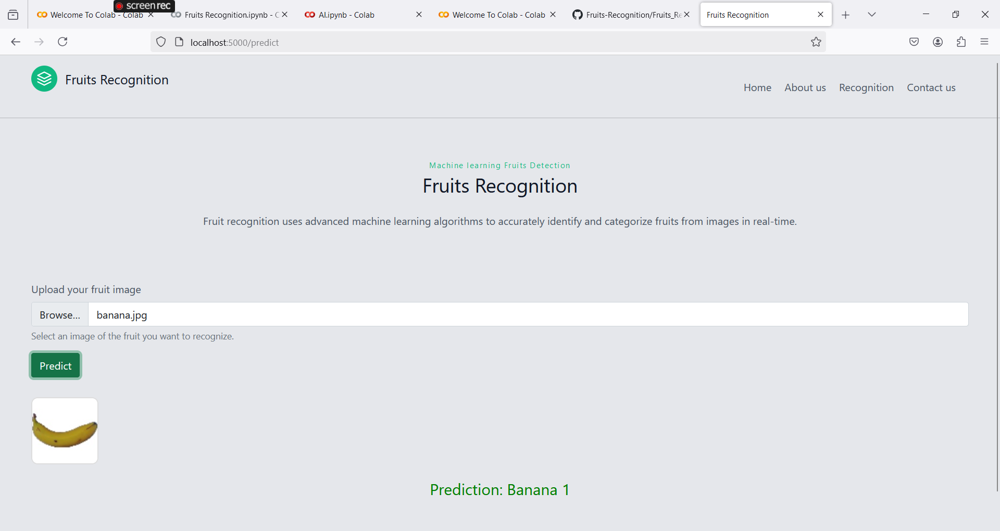 screenrec
Welcome To Colab - Colab
Fruits Recognition.ipynb - C
AI.ipynb - Colab
Welcome To Colab - Colab
Fruits-Recognition/Fruits_Re
Fruits Recognition
localhost:5000/predict
Fruits Recognition
Home
About us
Recognition
Contact us
Machine learning Fruits Detection
Fruits Recognition
Fruit recognition uses advanced machine learning algorithms to accurately identify and categorize fruits from images in real-time.
Upload your fruit image
Browse... banana.jpg
Select an image of the fruit you want to recognize.
Predict
Prediction: Banana 1